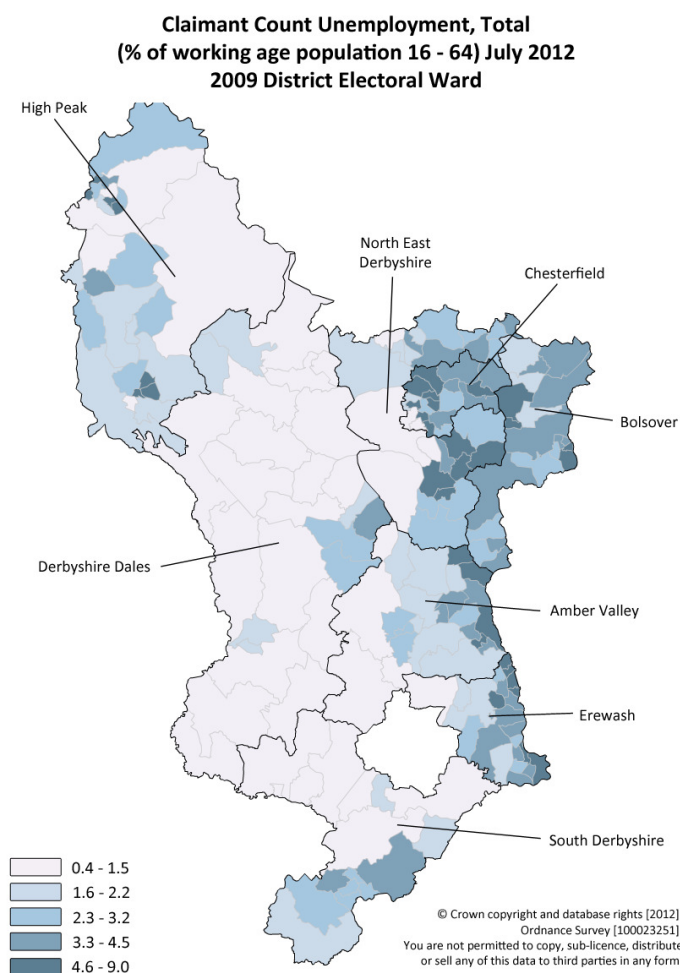 Claimant Count Unemployment, Total
(% of working age population 16 - 64) July 2012
2009 District Electoral Ward
High Peak
North East
Derbyshire
Chesterfield
Bolsover
Derbyshire Dales
Amber Valley
Erewash
South Derbyshire
0.4 - 1.5
1.6 - 2.2
2.3 - 3.2
3.3 - 4.5
4.6 - 9.0
© Crown copyright and database rights [2012]
Ordnance Survey [100023251]
You are not permitted to copy, sub-licence, distribute
or sell any of this data to third parties in any form